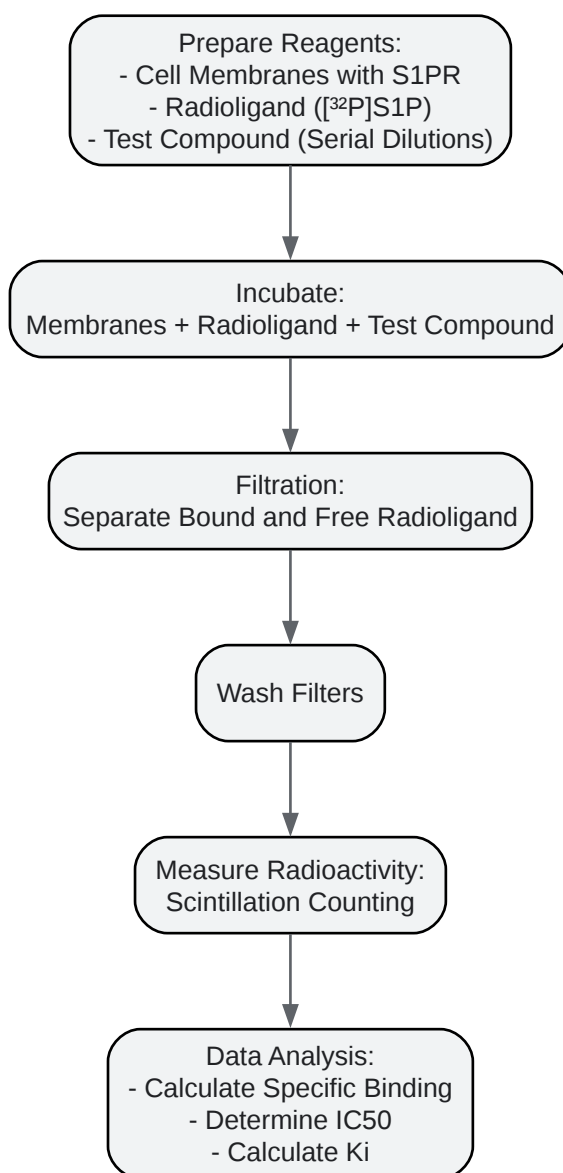 Prepare Reagents:
- Cell Membranes with S1PR
- Radioligand ([³²P]S1P)
- Test Compound (Serial Dilutions)
Incubate:
Membranes + Radioligand + Test Compound
Filtration:
Separate Bound and Free Radioligand
Wash Filters
Measure Radioactivity:
Scintillation Counting
Data Analysis:
- Calculate Specific Binding
- Determine IC50
- Calculate Ki